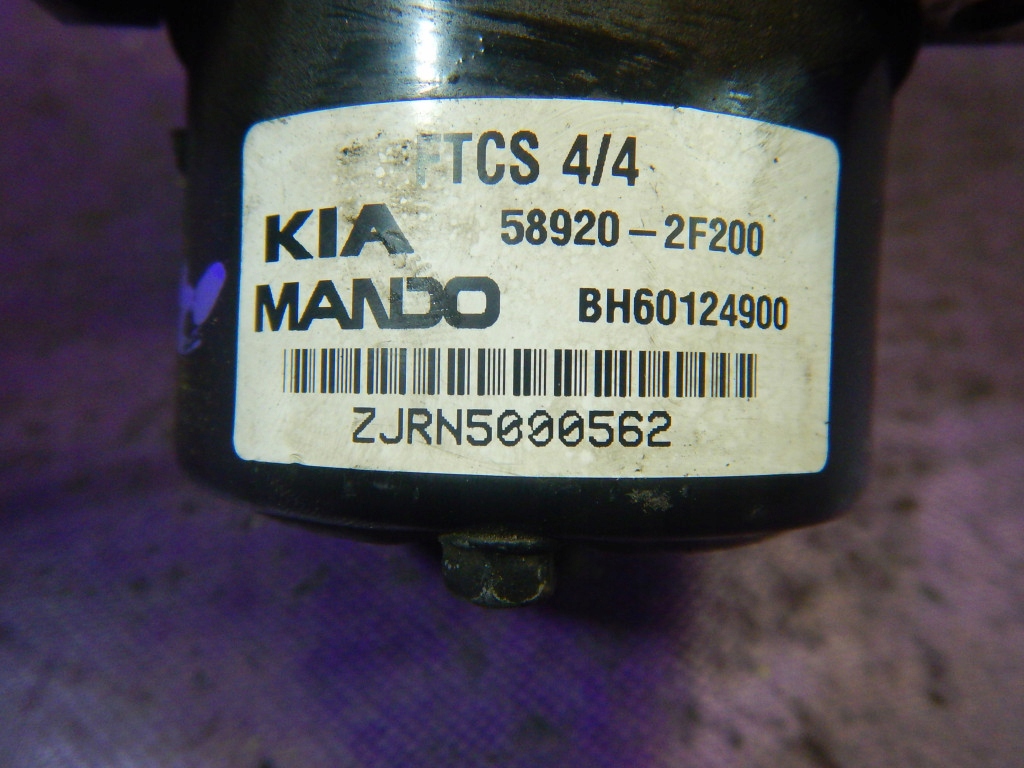 FTCS 4/4
KIA 58920-2F200
MANDO BH60124900
ZJRN5000562